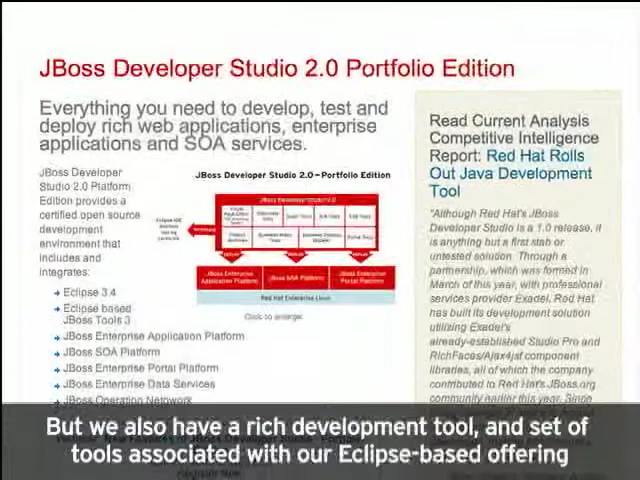 JBoss Developer Studio 2.0 Portfolio Edition
Everything you need to develop, test and
deploy rich web applications, enterprise
applications and SOA services.
JBoss Developer
Studio 2.0 Platform
Edition provides a
certified open source
development
environment that
includes and
integrates:
JBoss Developer Studio 2.0—Portfolio Edition
JBoss Enterprise
Application Platform
JBoss SOA Platform
JBoss Enterprise
Portal Platform
Red Hat Enterprise Linux
Click to enlarge
Eclipse 3.4
Eclipse based
JBoss Tools 3
JBoss Enterprise Application Platform
JBoss SOA Platform
JBoss Enterprise Portal Platform
JBoss Enterprise Data Services
JBoss Operation Network
Read Current Analysis
Competitive Intelligence
Report: Red Hat Rolls
Out Java Development
Tool
"Although Red Hat's JBoss
Developer Studio is a 1.0 release, it
is anything but a first stab or
untested solution. Through a
partnership, which was formed in
March of this year, with professional
services provider Exadel, Red Hat
has built its development solution
utilizing Exadel's
already-established Studio Pro and
RichFaces/Ajax4jsf component
libraries, all of which the company
contributed to Red Hat's JBoss.org
community earlier this year. Since
But we also have a rich development tool, and set of
tools associated with our Eclipse-based offering